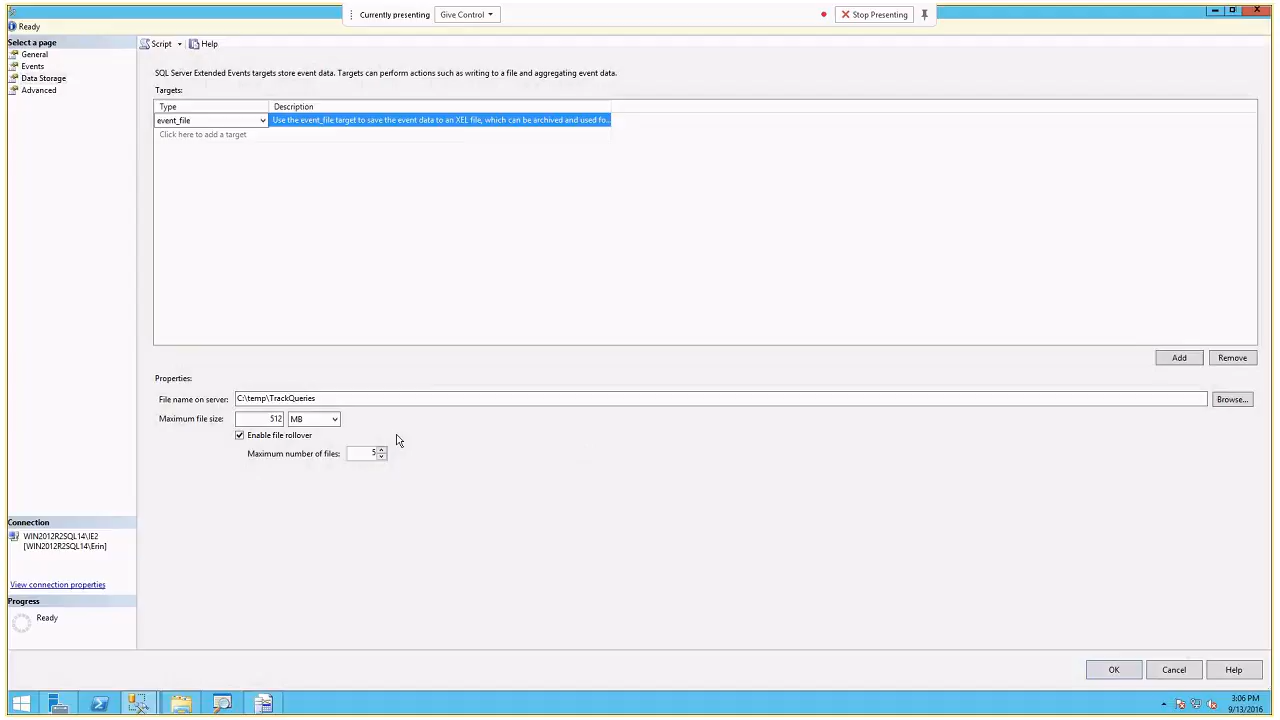 Currently presenting Give Control Stop Presenting
Ready
Select a page
General
Events
Data Storage
Advanced
Script Help
SQL Server Extended Events targets store event data. Targets can perform actions such as writing to a file and aggregating event data.
Targets:
Type Description
event_file Use the event_file target to save the event data to an XEL file, which can be archived and used fo...
Click here to add a target
Add Remove
Properties:
File name on server: C:\temp\TrackQueries Browse...
Maximum file size: 512 MB
Enable file rollover
Maximum number of files: 5
Connection
WIN2012R2SQL14\IE2
[WIN2012R2SQL14\Erin]
View connection properties
Progress
Ready
OK Cancel Help
3:06 PM
9/13/2016